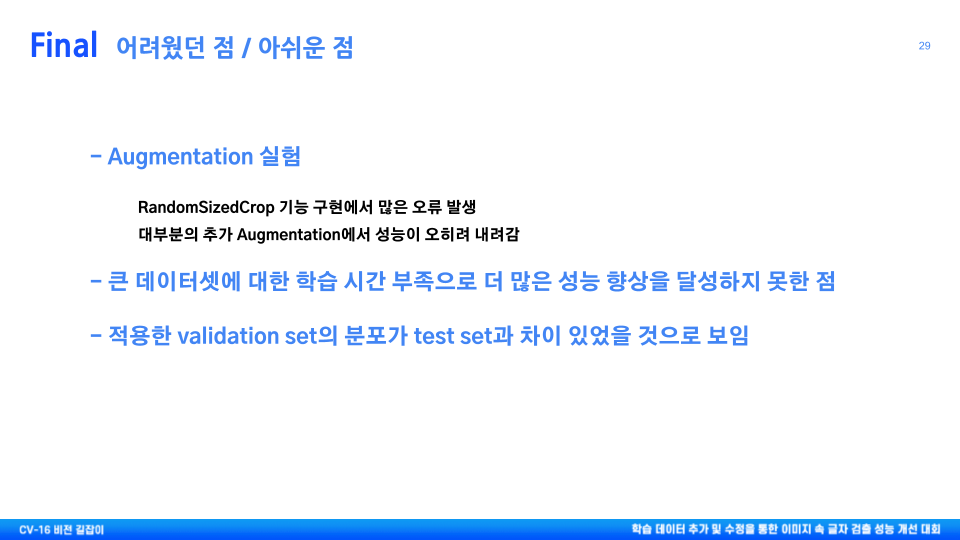 Final 어려웠던 점 / 아쉬운 점
29
– Augmentation 실험
RandomSizedCrop 기능 구현에서 많은 오류 발생
대부분의 추가 Augmentation에서 성능이 오히려 내려감
– 큰 데이터셋에 대한 학습 시간 부족으로 더 많은 성능 향상을 달성하지 못한 점
– 적용한 validation set의 분포가 test set과 차이 있었을 것으로 보임
CV-16 비전 길잡이
학습 데이터 추가 및 수정을 통한 이미지 속 글자 검출 성능 개선 대회